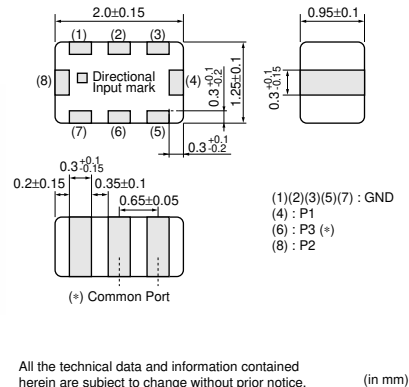 2.0±0.15
0.95±0.1
(1) (2) (3)
(8) Directional Input mark (4)
(7) (6) (5)
0.3+0.1-0.2
1.25±0.1
0.3+0.1-0.15
0.3+0.1-0.2
0.3+0.1-0.15
0.2±0.15 0.35±0.1
0.65±0.05
(1)(2)(3)(5)(7) : GND
(4) : P1
(6) : P3 (*)
(8) : P2
(*) Common Port
All the technical data and information contained
herein are subject to change without prior notice.
(in mm)